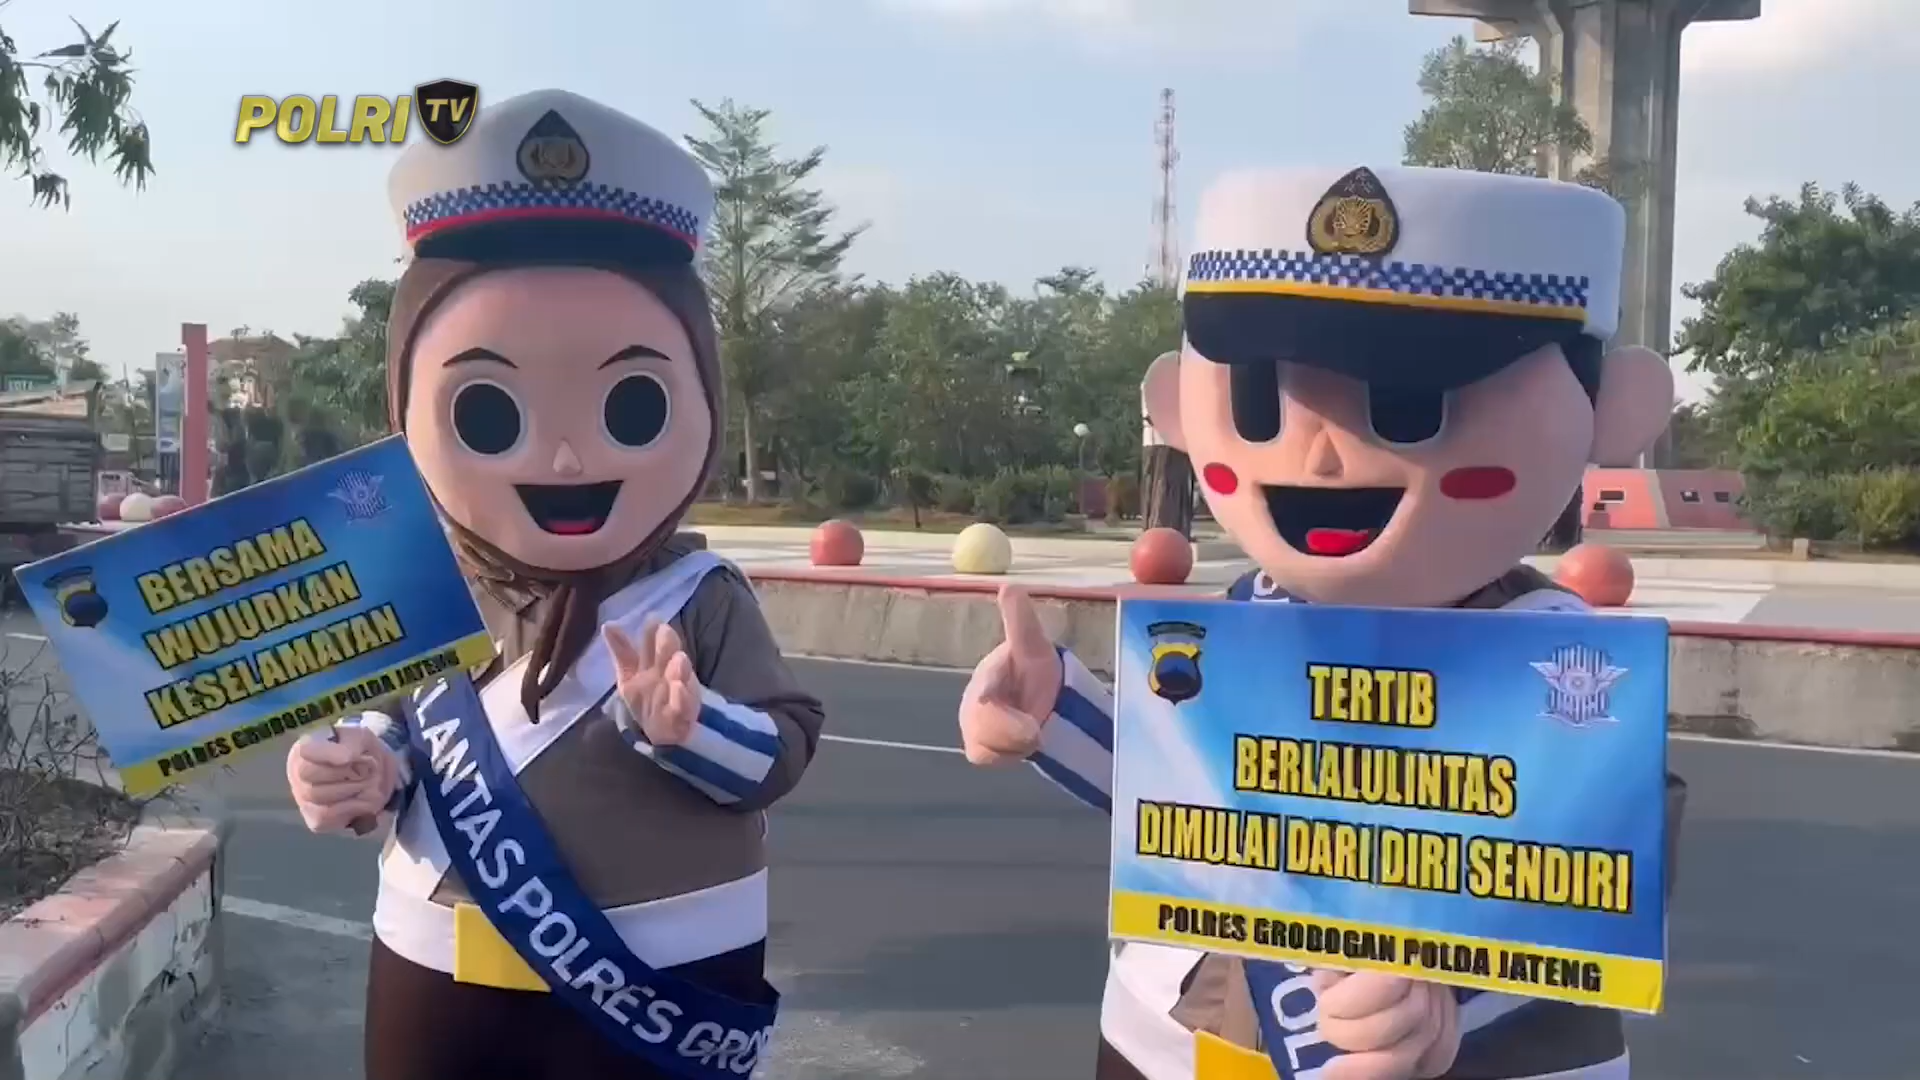 POLRI TV
BERSAMA
WUJUDKAN
KESELAMATAN
POLRES GROBOGAN POLDA JATENG
LANTAS POLRES GRO
TERTIB
BERLALULINTAS
DIMULAI DARI DIRI SENDIRI
POLRES GROBOGAN POLDA JATENG
POL